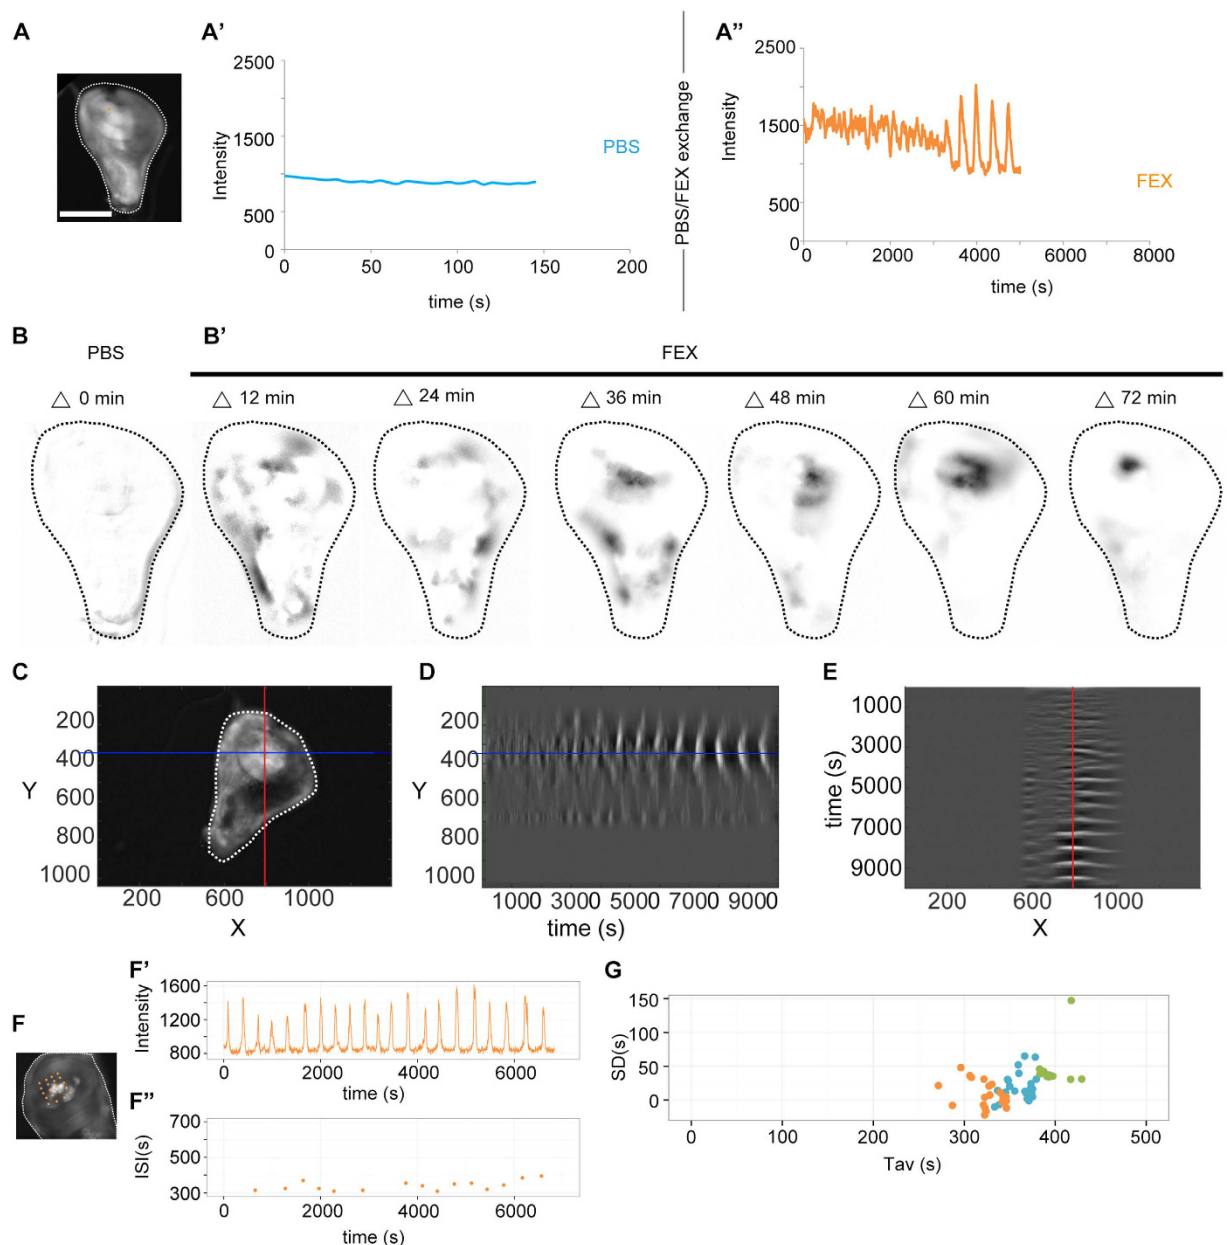 A
A'
2500
1500
1000
500
0
Intensity
PBS
0 50 100 150 200
time (s)
PBS/FEX exchange
A"
2500
1500
500
0
Intensity
FEX
0 2000 4000 6000 8000
time (s)
B B'
PBS FEX
△ 0 min △ 12 min △ 24 min △ 36 min △ 48 min △ 60 min △ 72 min
C
200
400
600
800
1000
Y
200 600 1000
X
D
200
400
600
800
1000
Y
1000 3000 5000 7000 9000
time (s)
E
1000
3000
5000
7000
9000
time (s)
200 600 1000
X
F
F'
1600
1200
800
Intensity
0 2000 4000 6000
time (s)
F"
700
500
300
ISI(s)
0 2000 4000 6000
time (s)
G
150
100
50
0
SD(s)
0 100 200 300 400 500
Tav (s)